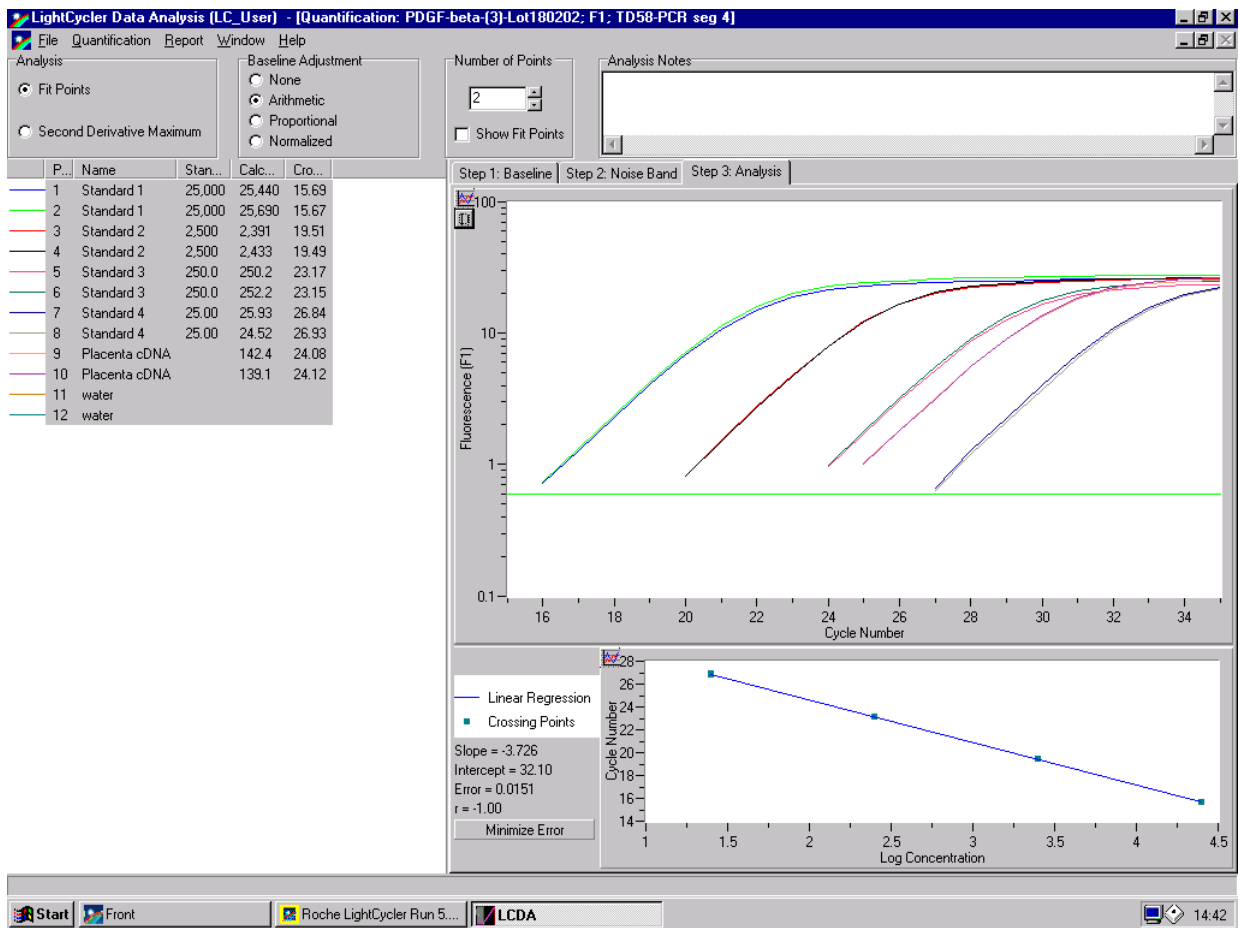 LightCycler Data Analysis (LC_User) - [Quantification: PDGF-beta-(3)-Lot180202; F1; TD58-PCR seg 4]
File Quantification Report Window Help
Analysis
Fit Points
Second Derivative Maximum
Baseline Adjustment
None
Arithmetic
Proportional
Normalized
Number of Points
2
Show Fit Points
Analysis Notes
P... Name Stan... Calc... Cro...
1 Standard 1 25,000 25,440 15.69
2 Standard 1 25,000 25,690 15.67
3 Standard 2 2,500 2,391 19.51
4 Standard 2 2,500 2,433 19.49
5 Standard 3 250.0 250.2 23.17
6 Standard 3 250.0 252.2 23.15
7 Standard 4 25.00 25.93 26.84
8 Standard 4 25.00 24.52 26.93
9 Placenta cDNA 142.4 24.08
10 Placenta cDNA 139.1 24.12
11 water
12 water
Step 1: Baseline Step 2: Noise Band Step 3: Analysis
100
10
1
0.1
Fluorescence (F1)
16 18 20 22 24 26 28 30 32 34
Cycle Number
Linear Regression
Crossing Points
Slope = -3.726
Intercept = 32.10
Error = 0.0151
r = -1.00
Minimize Error
28
26
24
22
20
18
16
14
Cycle Number
1 1.5 2 2.5 3 3.5 4 4.5
Log Concentration
Start Front Roche LightCycler Run 5.... LCDA 14:42